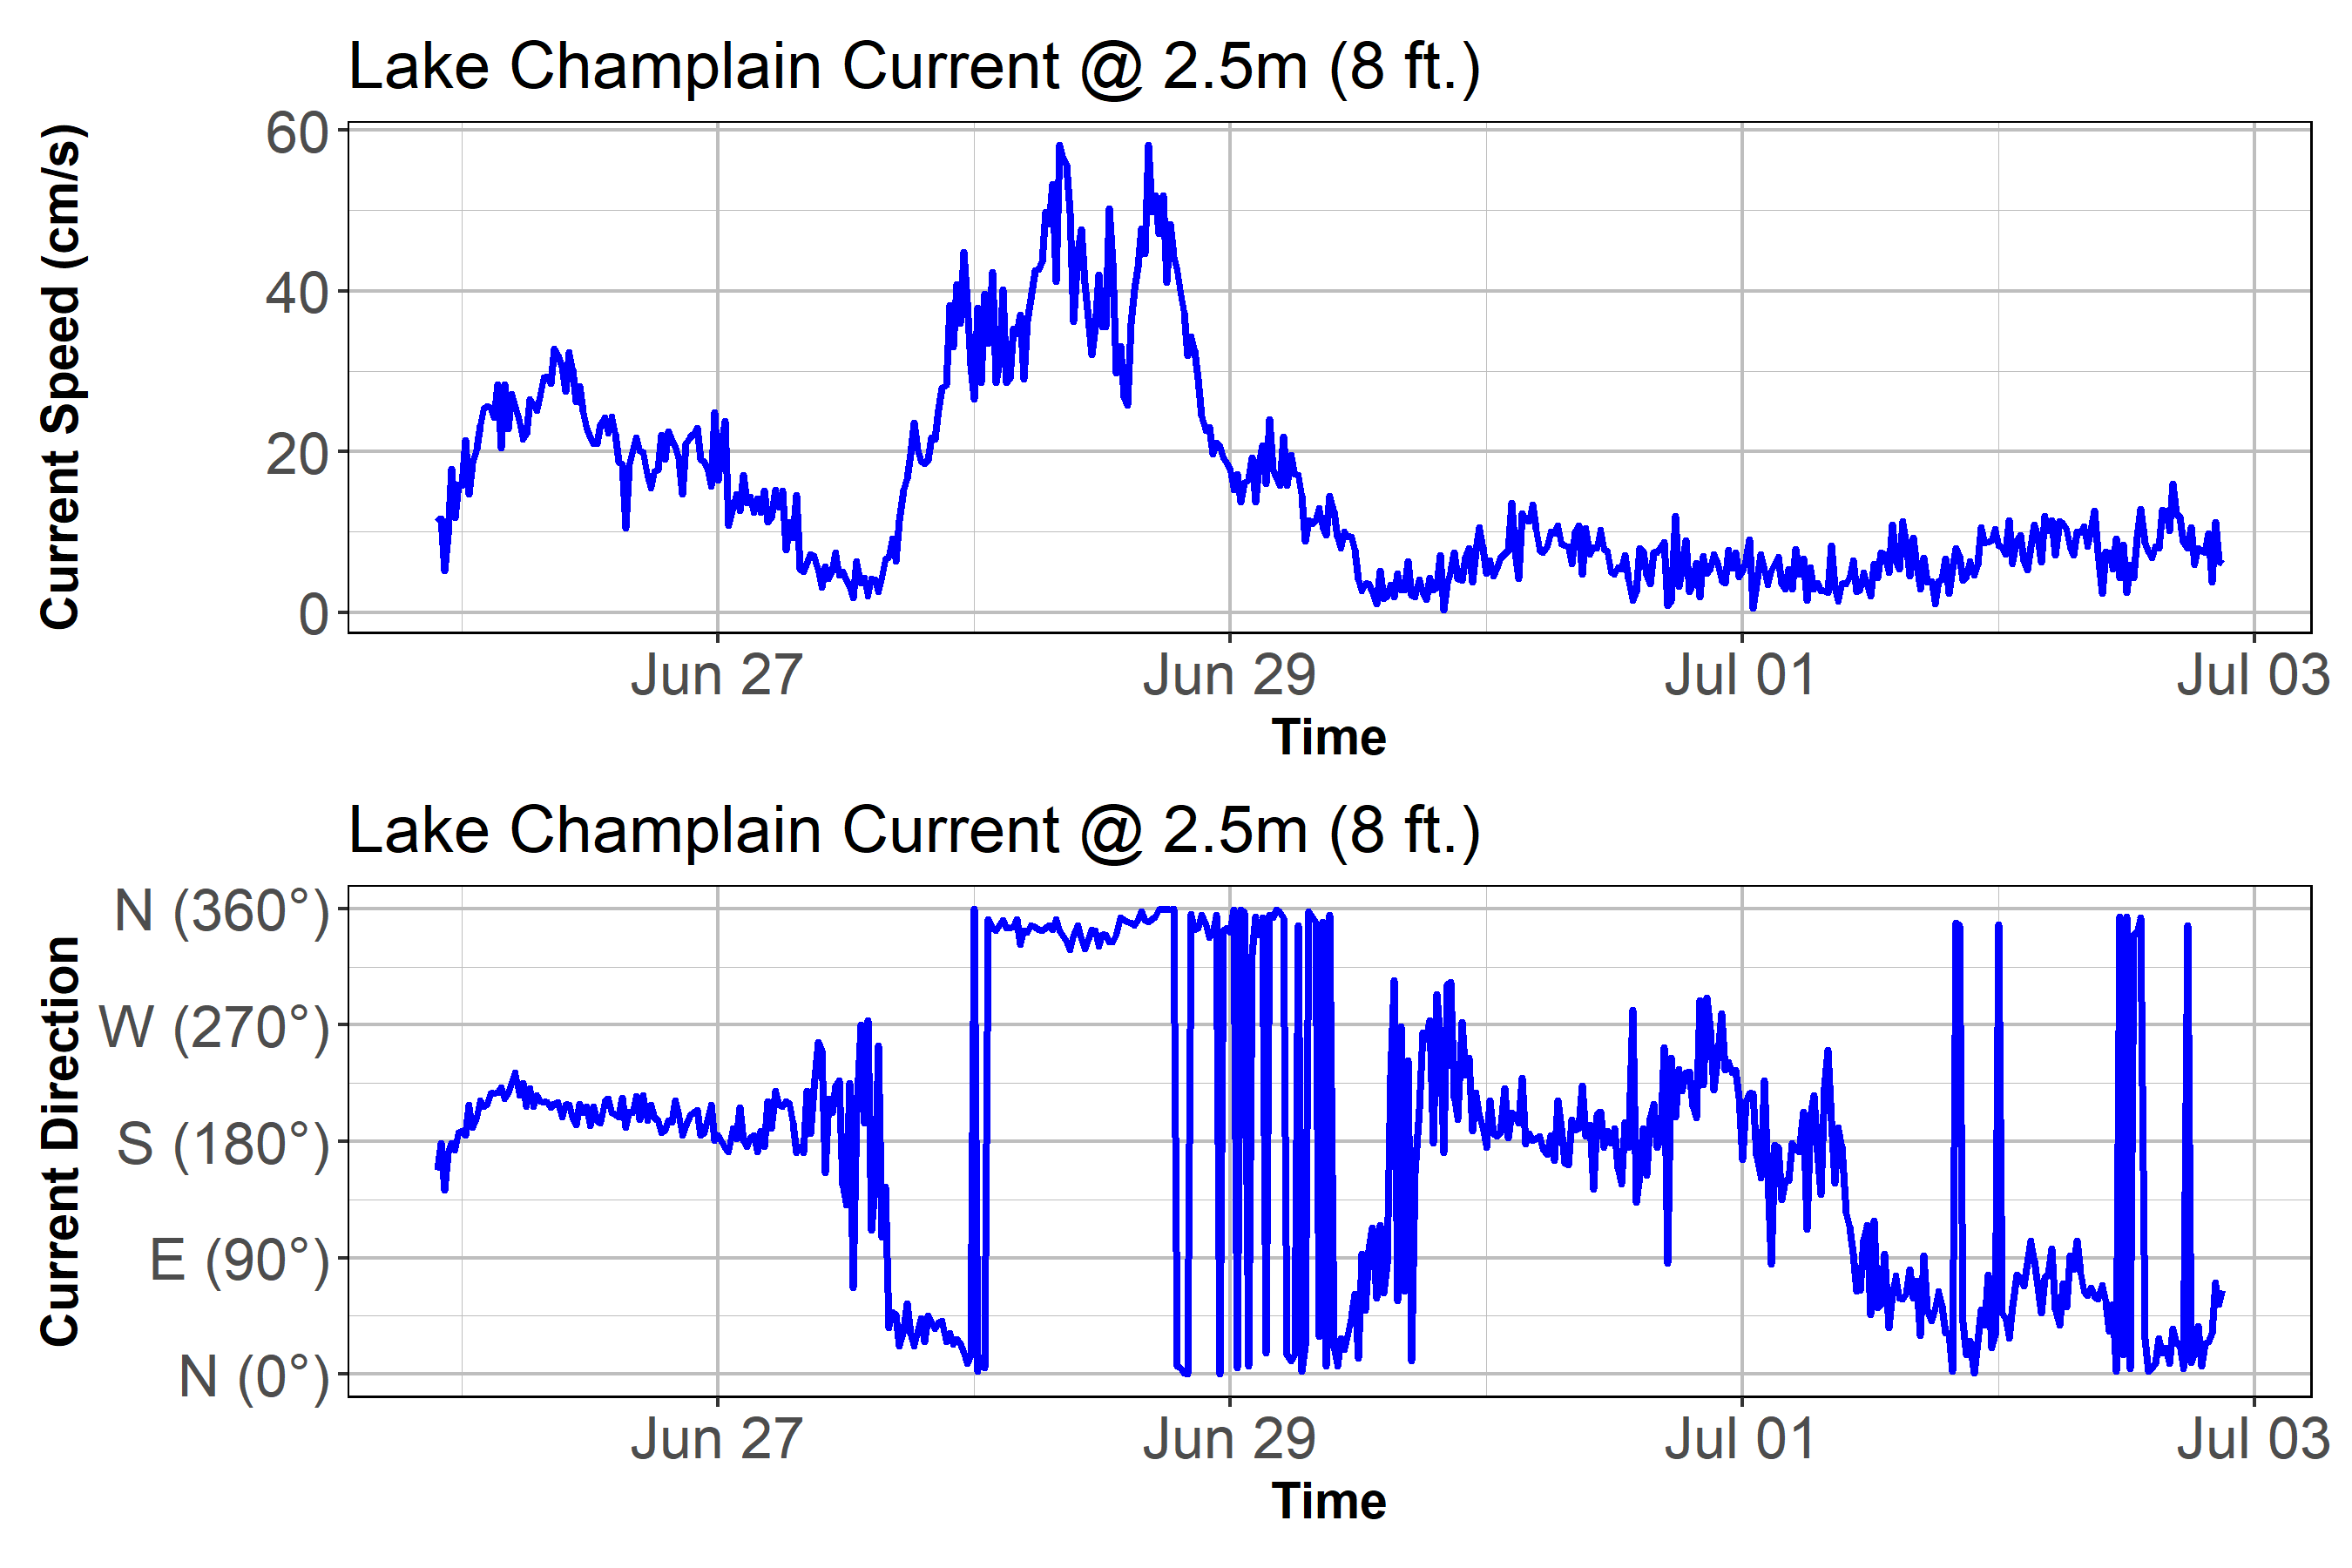 Lake Champlain Current @ 2.5m (8 ft.)
Current Speed (cm/s)
60
40
20
0
Jun 27 Jun 29 Jul 01 Jul 03
Time
Lake Champlain Current @ 2.5m (8 ft.)
Current Direction
N (360°)
W (270°)
S (180°)
E (90°)
N (0°)
Jun 27 Jun 29 Jul 01 Jul 03
Time